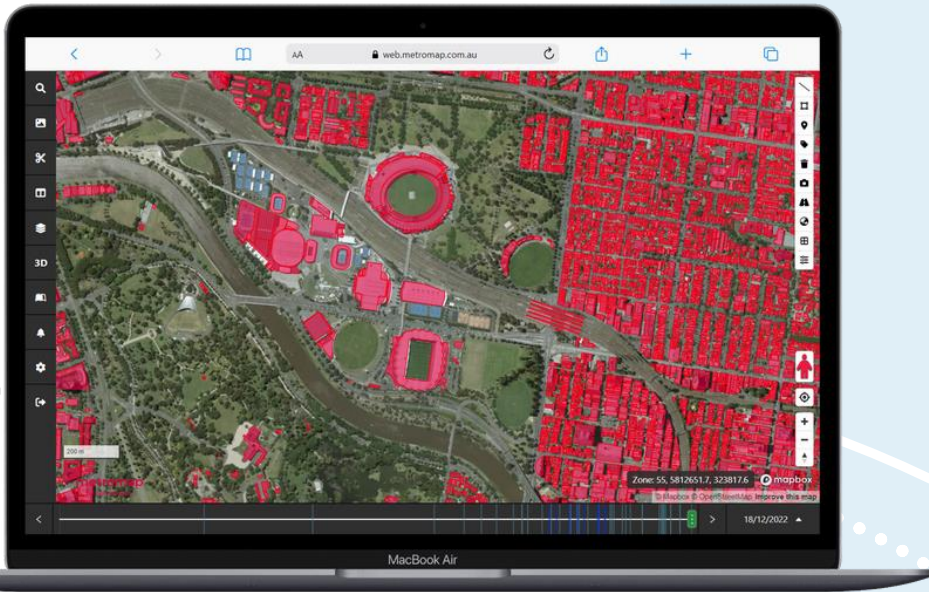 AA
web.metromap.com.au
3D
200 m
Zone: 55, 5812651.7, 323817.6
mapbox
© Mapbox © OpenStreetMap Improve this map
18/12/2022
MacBook Air